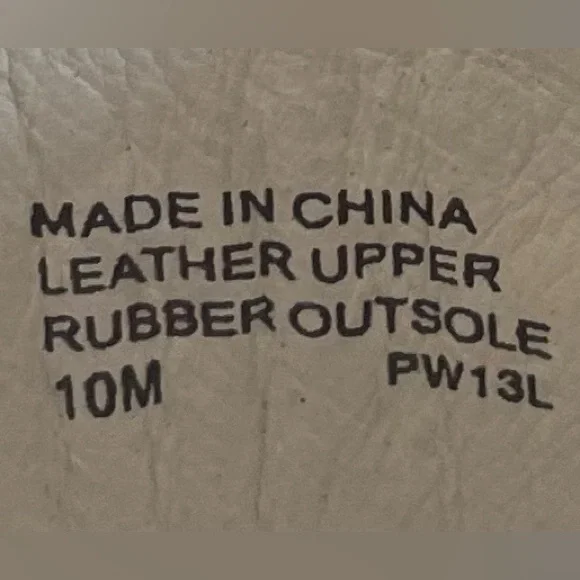 MADE IN CHINA
LEATHER UPPER
RUBBER OUTSOLE
10M PW13L